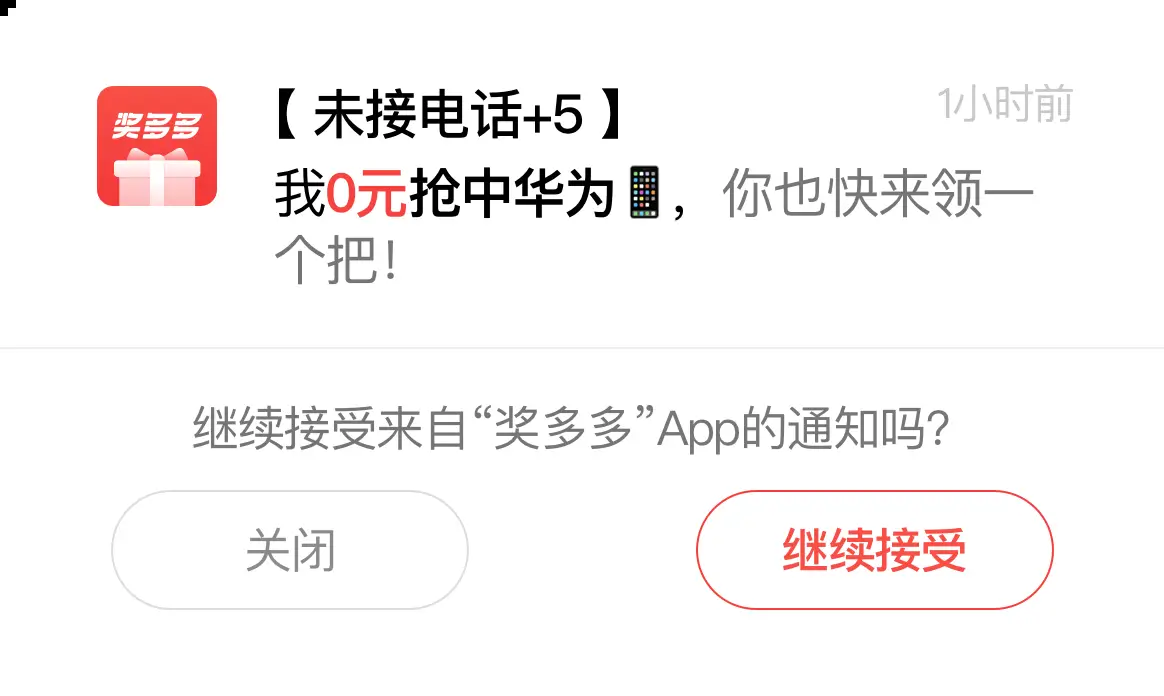 奖多多
【未接电话+5】
1小时前
我0元抢中华为📱，你也快来领一
个把！
继续接受来自“奖多多”App的通知吗？
关闭
继续接受